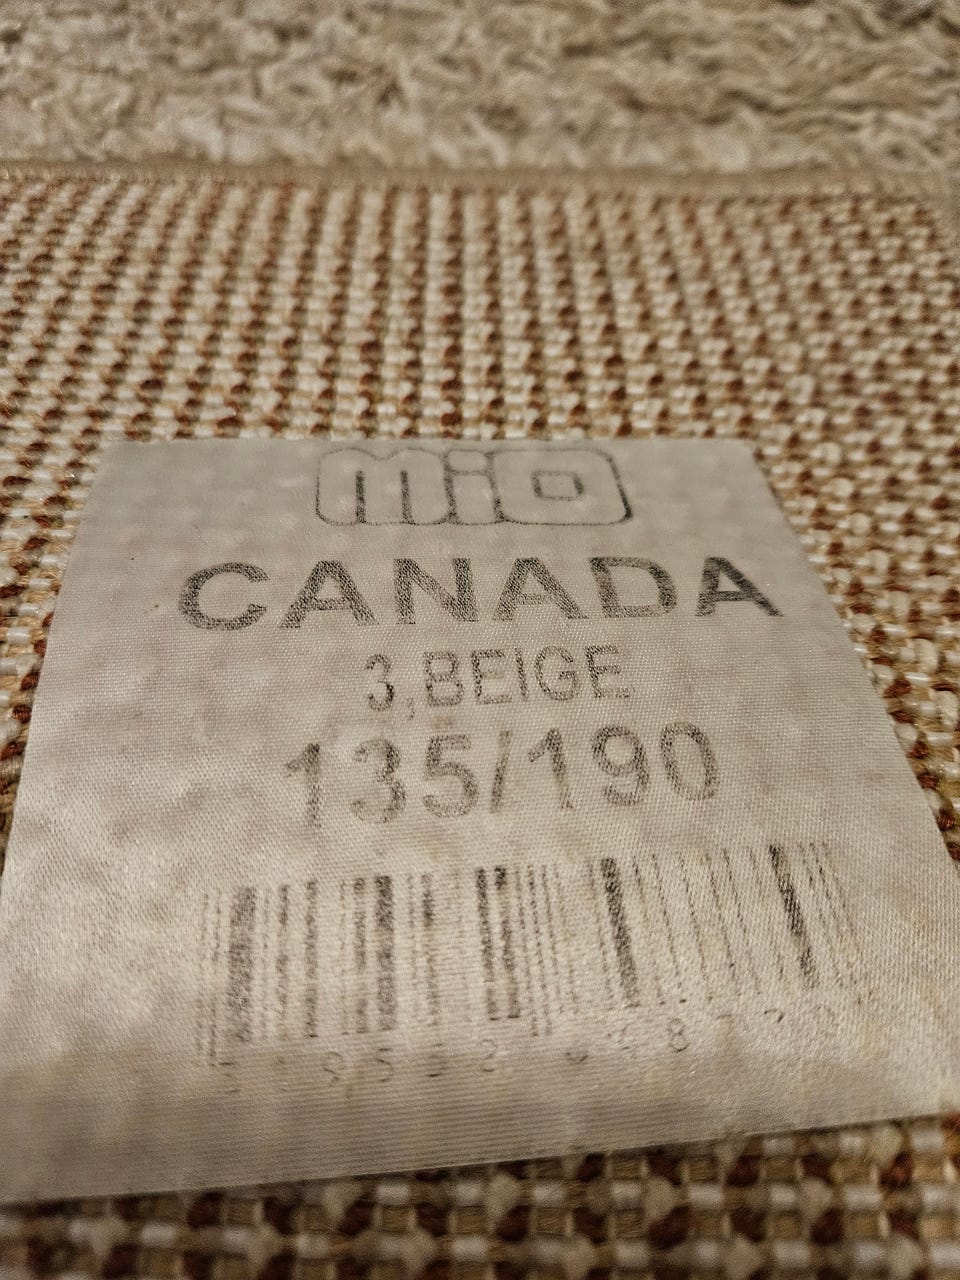 MiO
CANADA
3,BEIGE
135/190